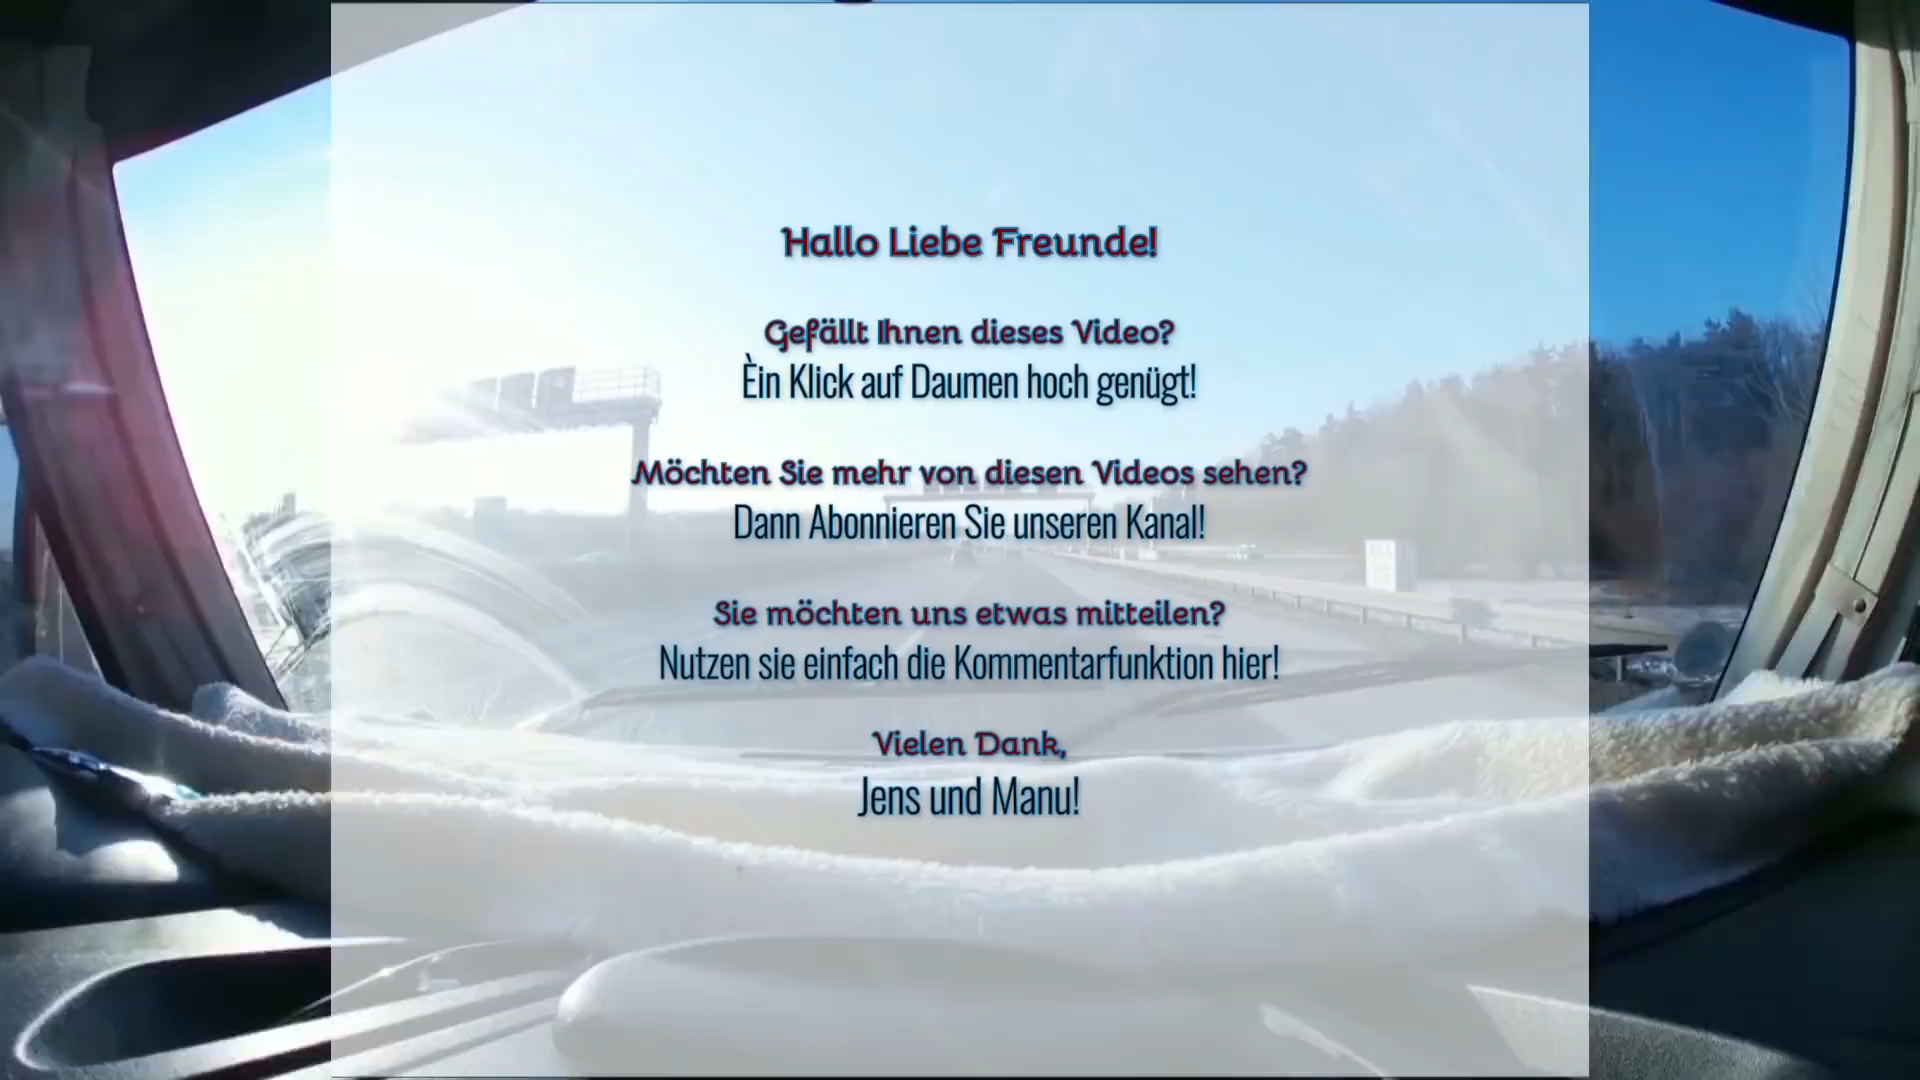 Hallo Liebe Freunde!
Gefällt Ihnen dieses Video?
Èin Klick auf Daumen hoch genügt!
Möchten Sie mehr von diesen Videos sehen?
Dann Abonnieren Sie unseren Kanal!
Sie möchten uns etwas mitteilen?
Nutzen sie einfach die Kommentarfunktion hier!
Vielen Dank,
Jens und Manu!